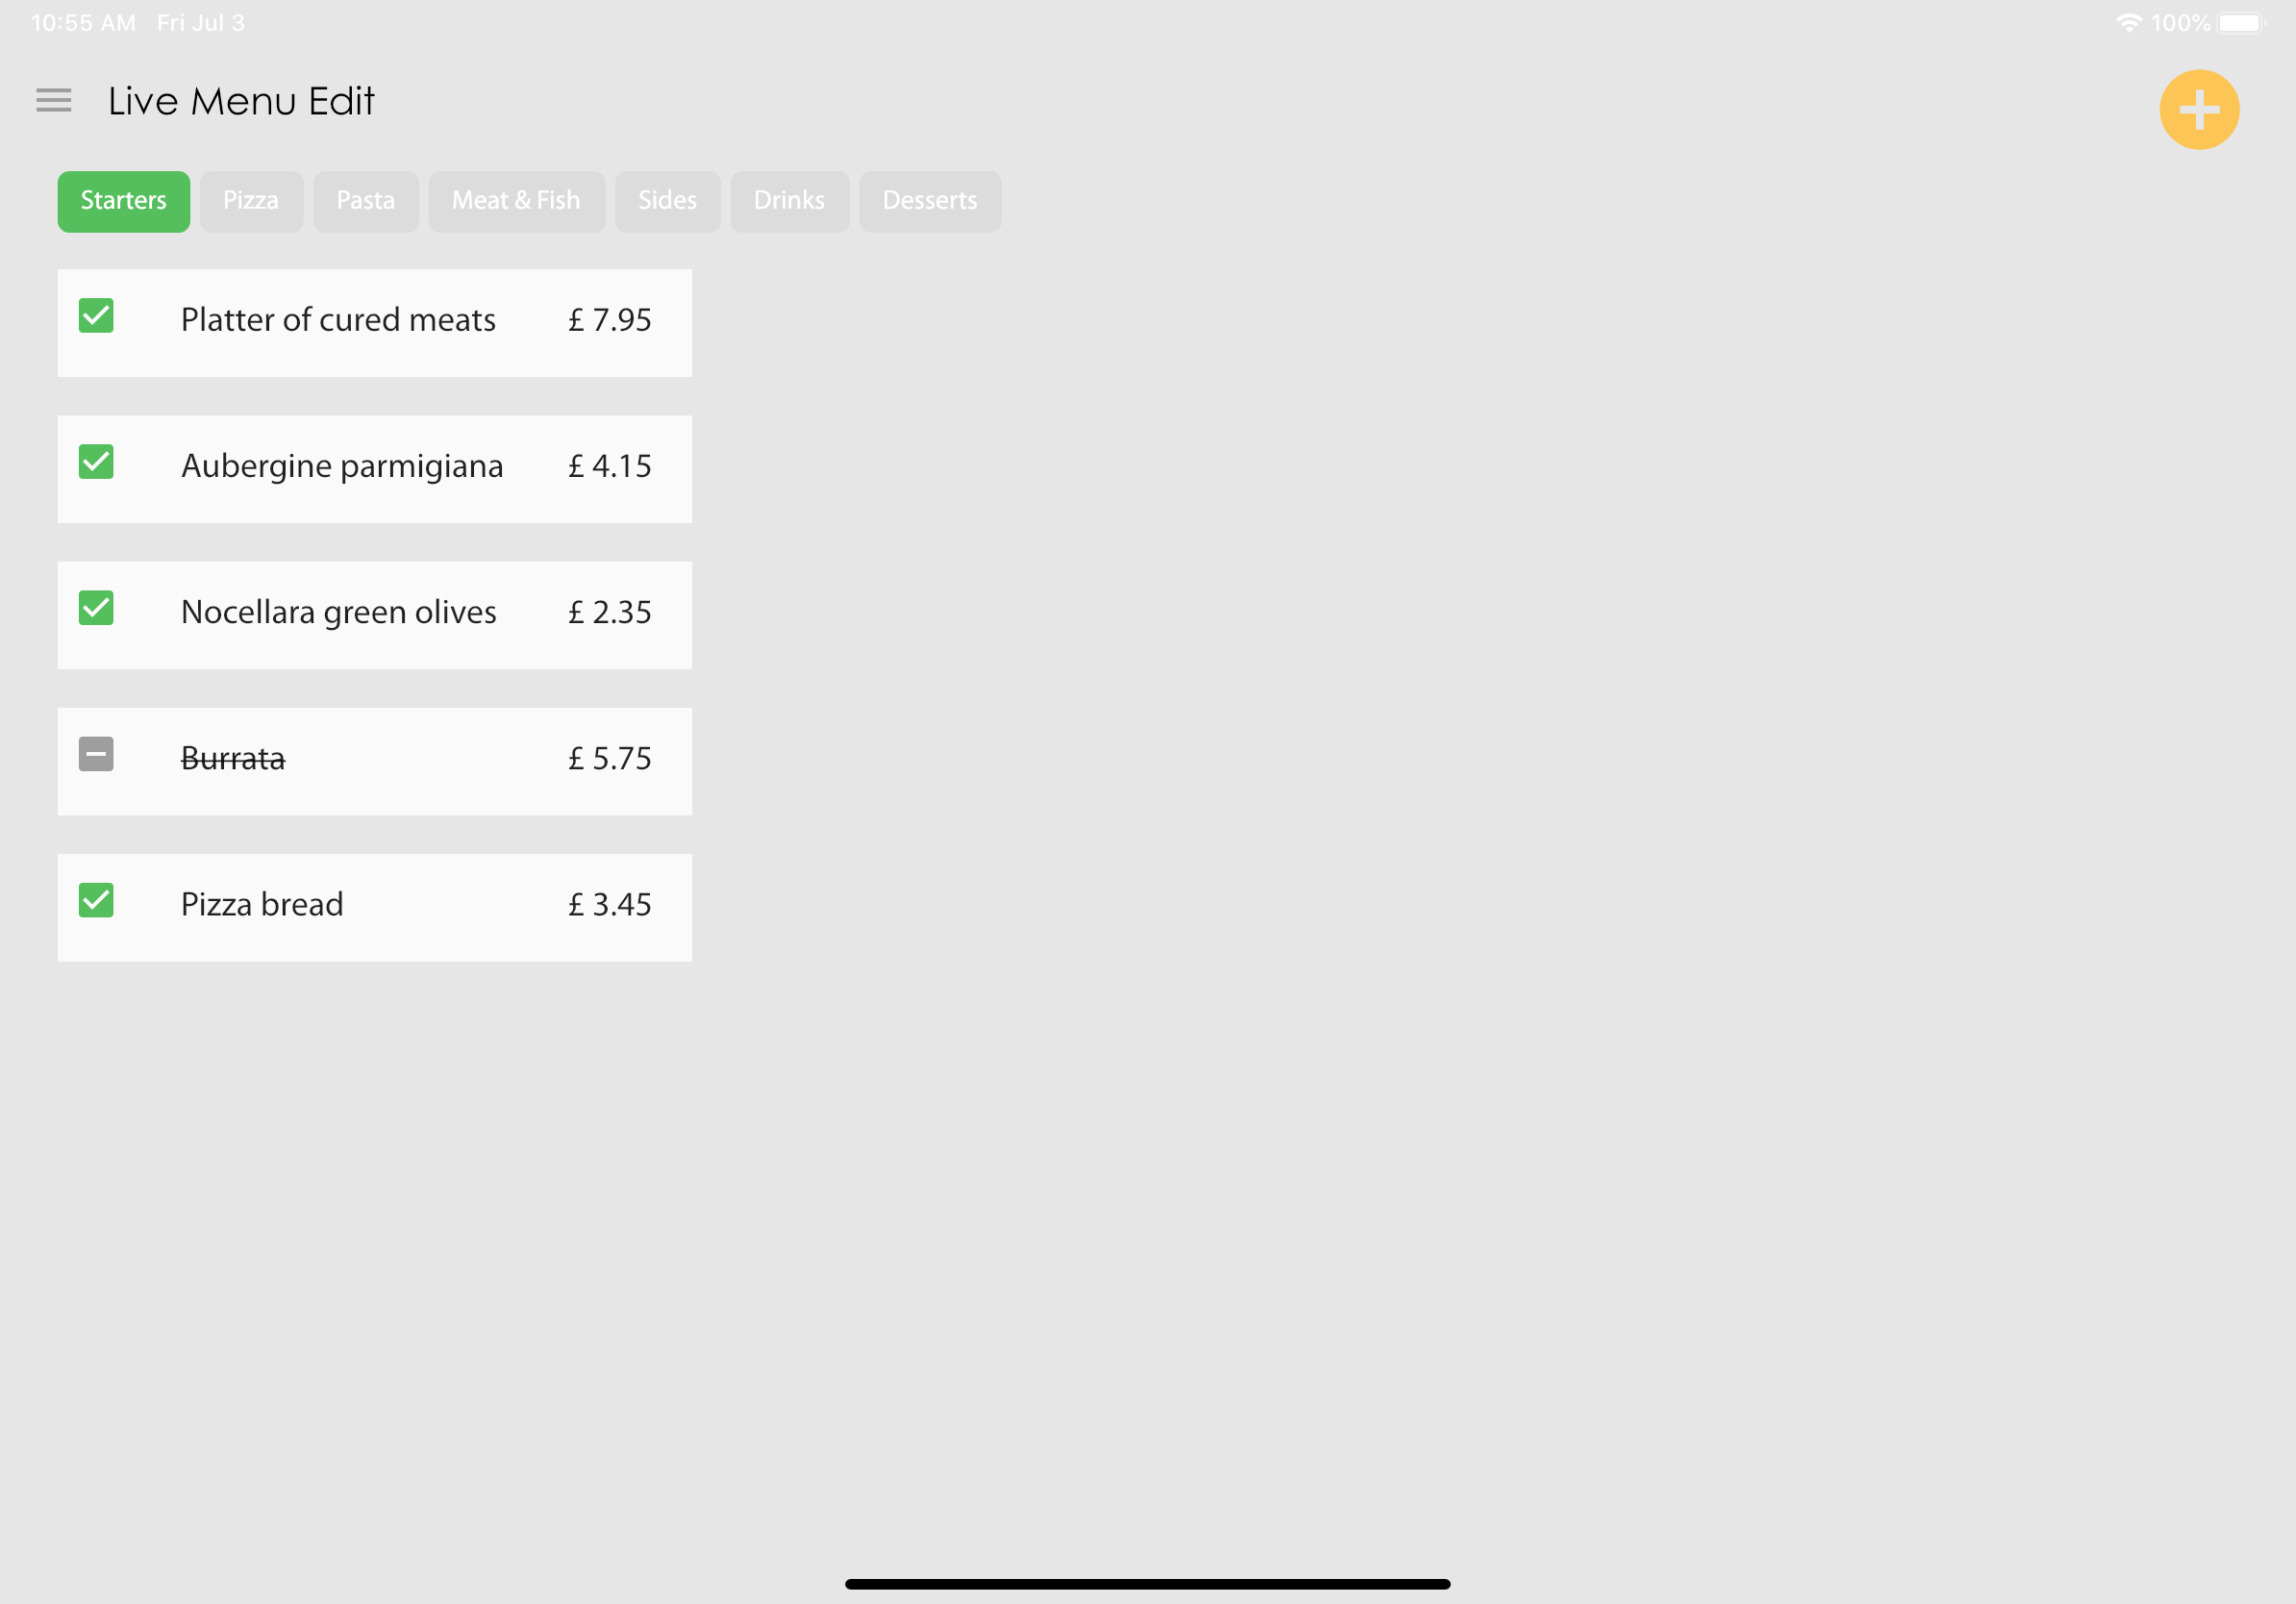 10:55 AM Fri Jul 3 100%
Live Menu Edit
Starters Pizza Pasta Meat & Fish Sides Drinks Desserts
Platter of cured meats £ 7.95
Aubergine parmigiana £ 4.15
Nocellara green olives £ 2.35
Burrata £ 5.75
Pizza bread £ 3.45